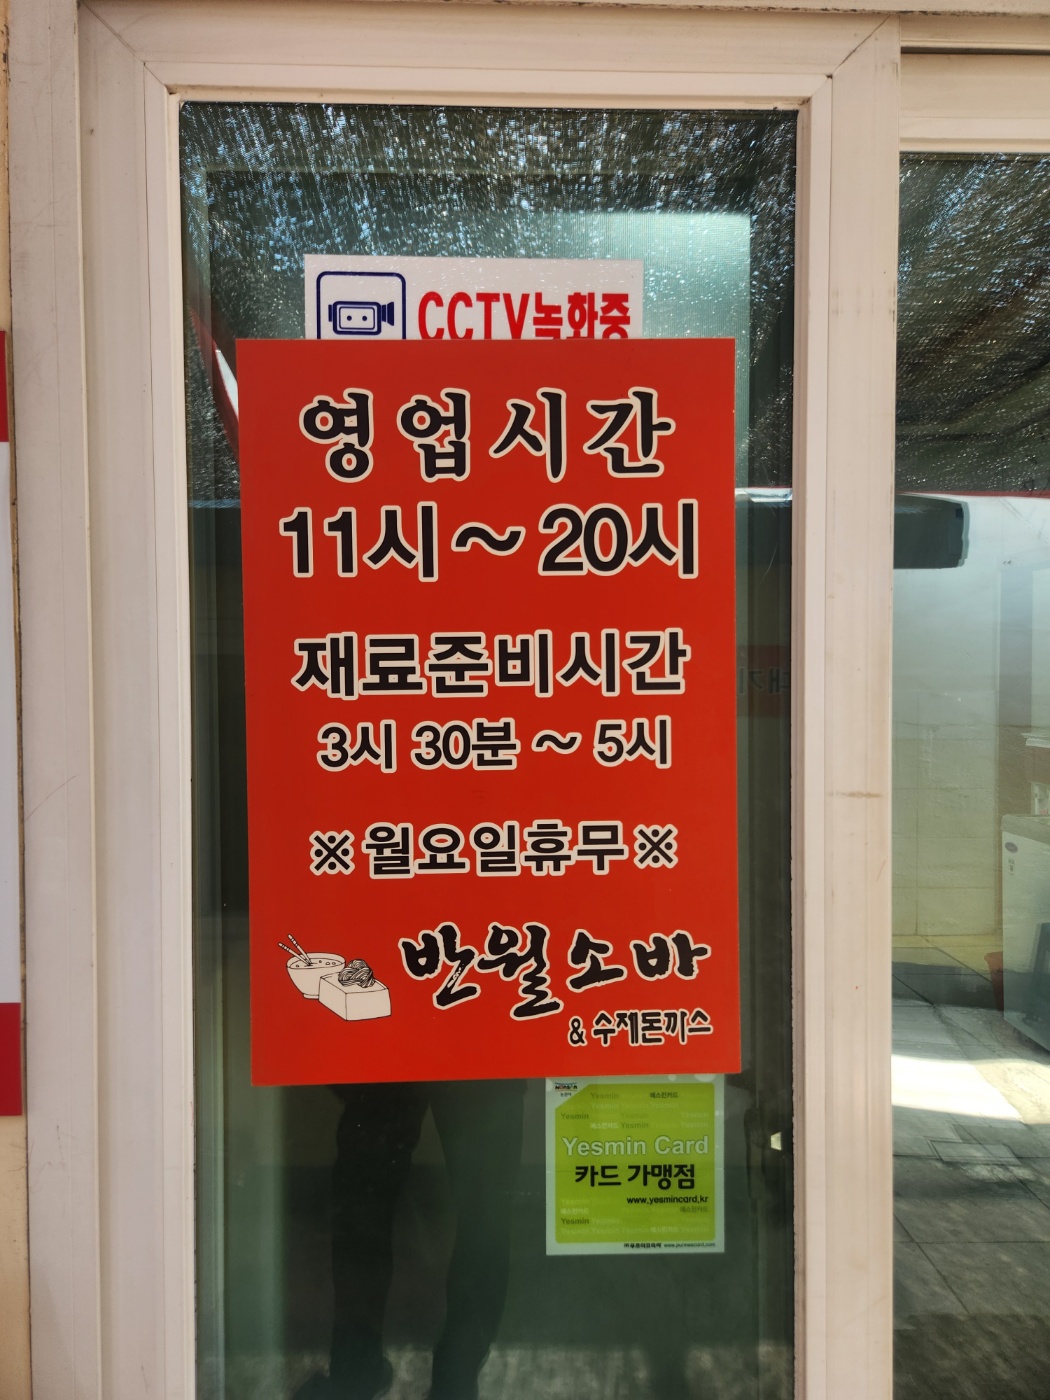 CCTV녹화중
영업시간
11시~20시
재료준비시간
3시 30분 ~ 5시
※월요일휴무※
반월소바
& 수제돈까스
Yesmin Card
카드 가맹점
www.yesmincard.kr
Yesmin